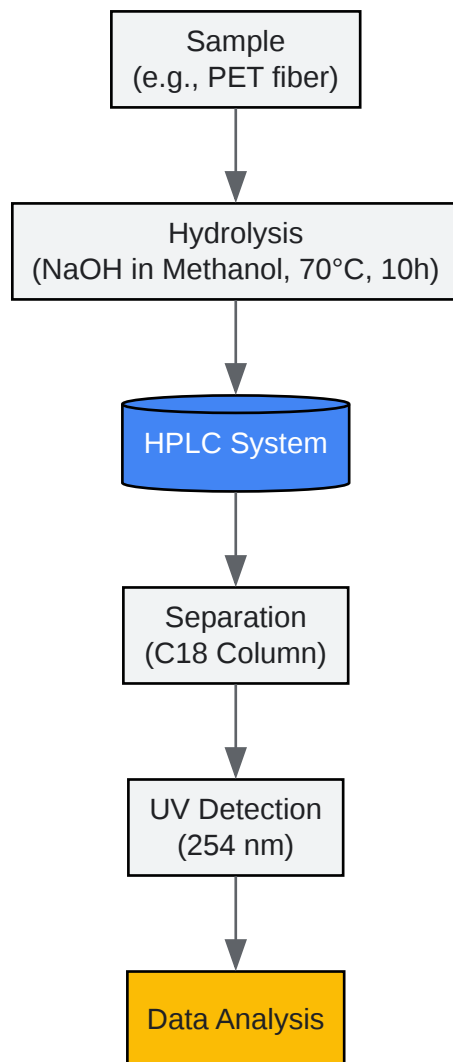 Sample
(e.g., PET fiber)
Hydrolysis
(NaOH in Methanol, 70°C, 10h)
HPLC System
Separation
(C18 Column)
UV Detection
(254 nm)
Data Analysis